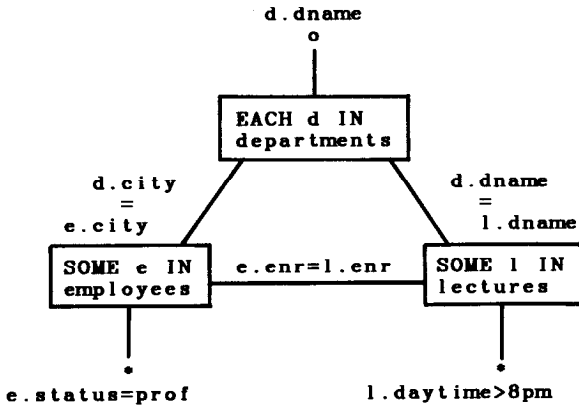 d.dname
o
EACH d IN
departments
d.city
=
e.city
d.dname
=
l.dname
SOME e IN
employees
e.enr=l.enr
SOME l IN
lectures
*
e.status=prof
*
l.daytime>8pm